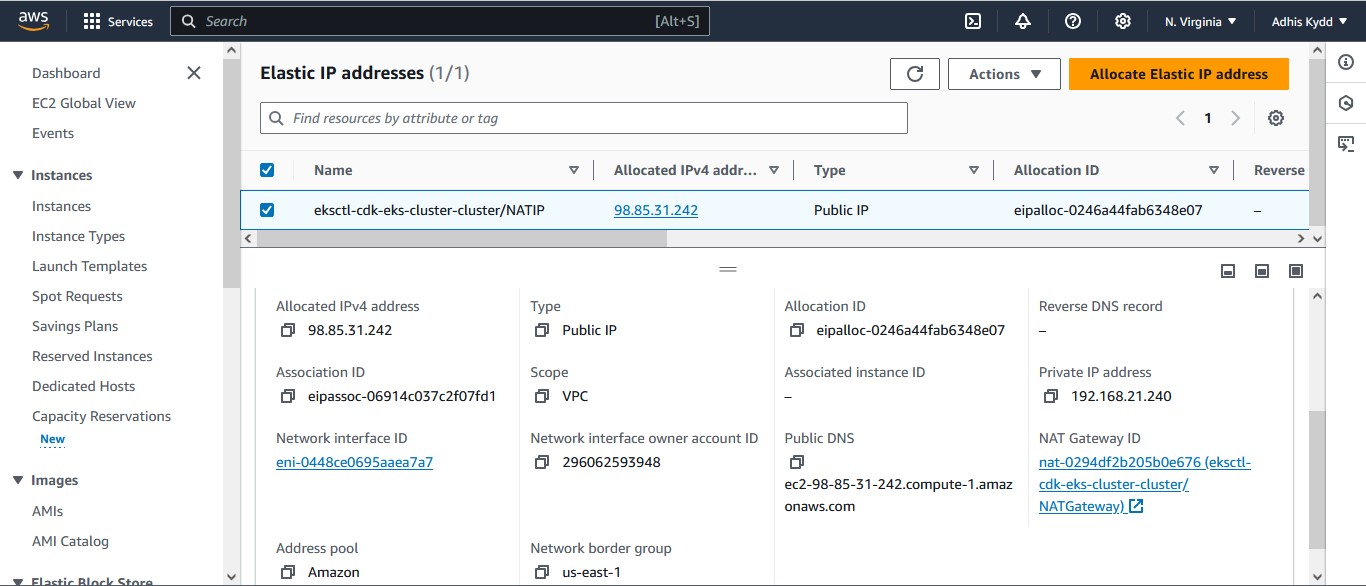 aws
Services
Search
[Alt+S]
N. Virginia
Adhis Kydd
Dashboard
EC2 Global View
Events
Instances
Instances
Instance Types
Launch Templates
Spot Requests
Savings Plans
Reserved Instances
Dedicated Hosts
Capacity Reservations
New
Images
AMIs
AMI Catalog
Elastic Block Store
Elastic IP addresses (1/1)
Actions
Allocate Elastic IP address
Find resources by attribute or tag
1
Name
Allocated IPv4 addr...
Type
Allocation ID
Reverse
eksctl-cdk-eks-cluster-cluster/NATIP
98.85.31.242
Public IP
eipalloc-0246a44fab6348e07
–
Allocated IPv4 address
98.85.31.242
Type
Public IP
Allocation ID
eipalloc-0246a44fab6348e07
Reverse DNS record
–
Association ID
eipassoc-06914c037c2f07fd1
Scope
VPC
Associated instance ID
–
Private IP address
192.168.21.240
Network interface ID
eni-0448ce0695aaea7a7
Network interface owner account ID
296062593948
Public DNS
ec2-98-85-31-242.compute-1.amaz
onaws.com
NAT Gateway ID
nat-0294df2b205b0e676 (eksctl-
cdk-eks-cluster-cluster/
NATGateway)
Address pool
Amazon
Network border group
us-east-1